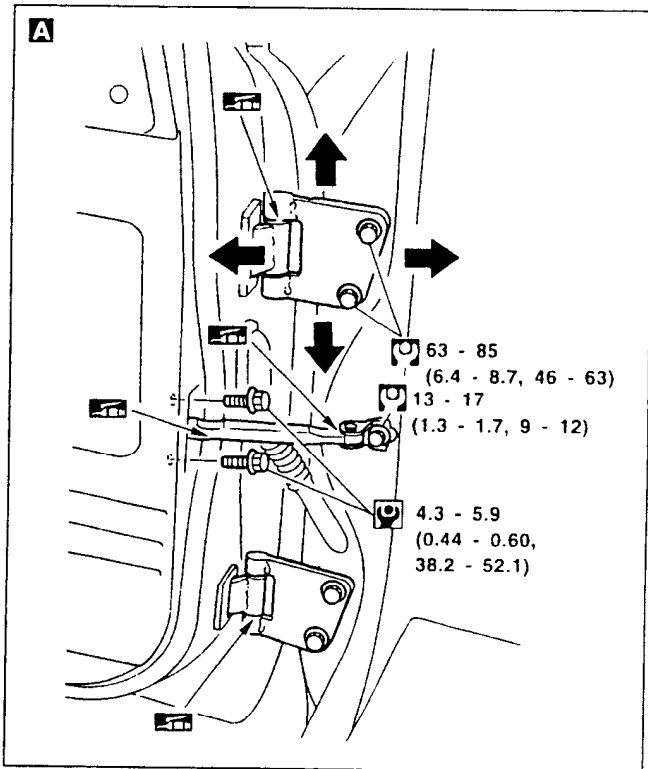 A
63 - 85
(6.4 - 8.7, 46 - 63)
13 - 17
(1.3 - 1.7, 9 - 12)
4.3 - 5.9
(0.44 - 0.60,
38.2 - 52.1)